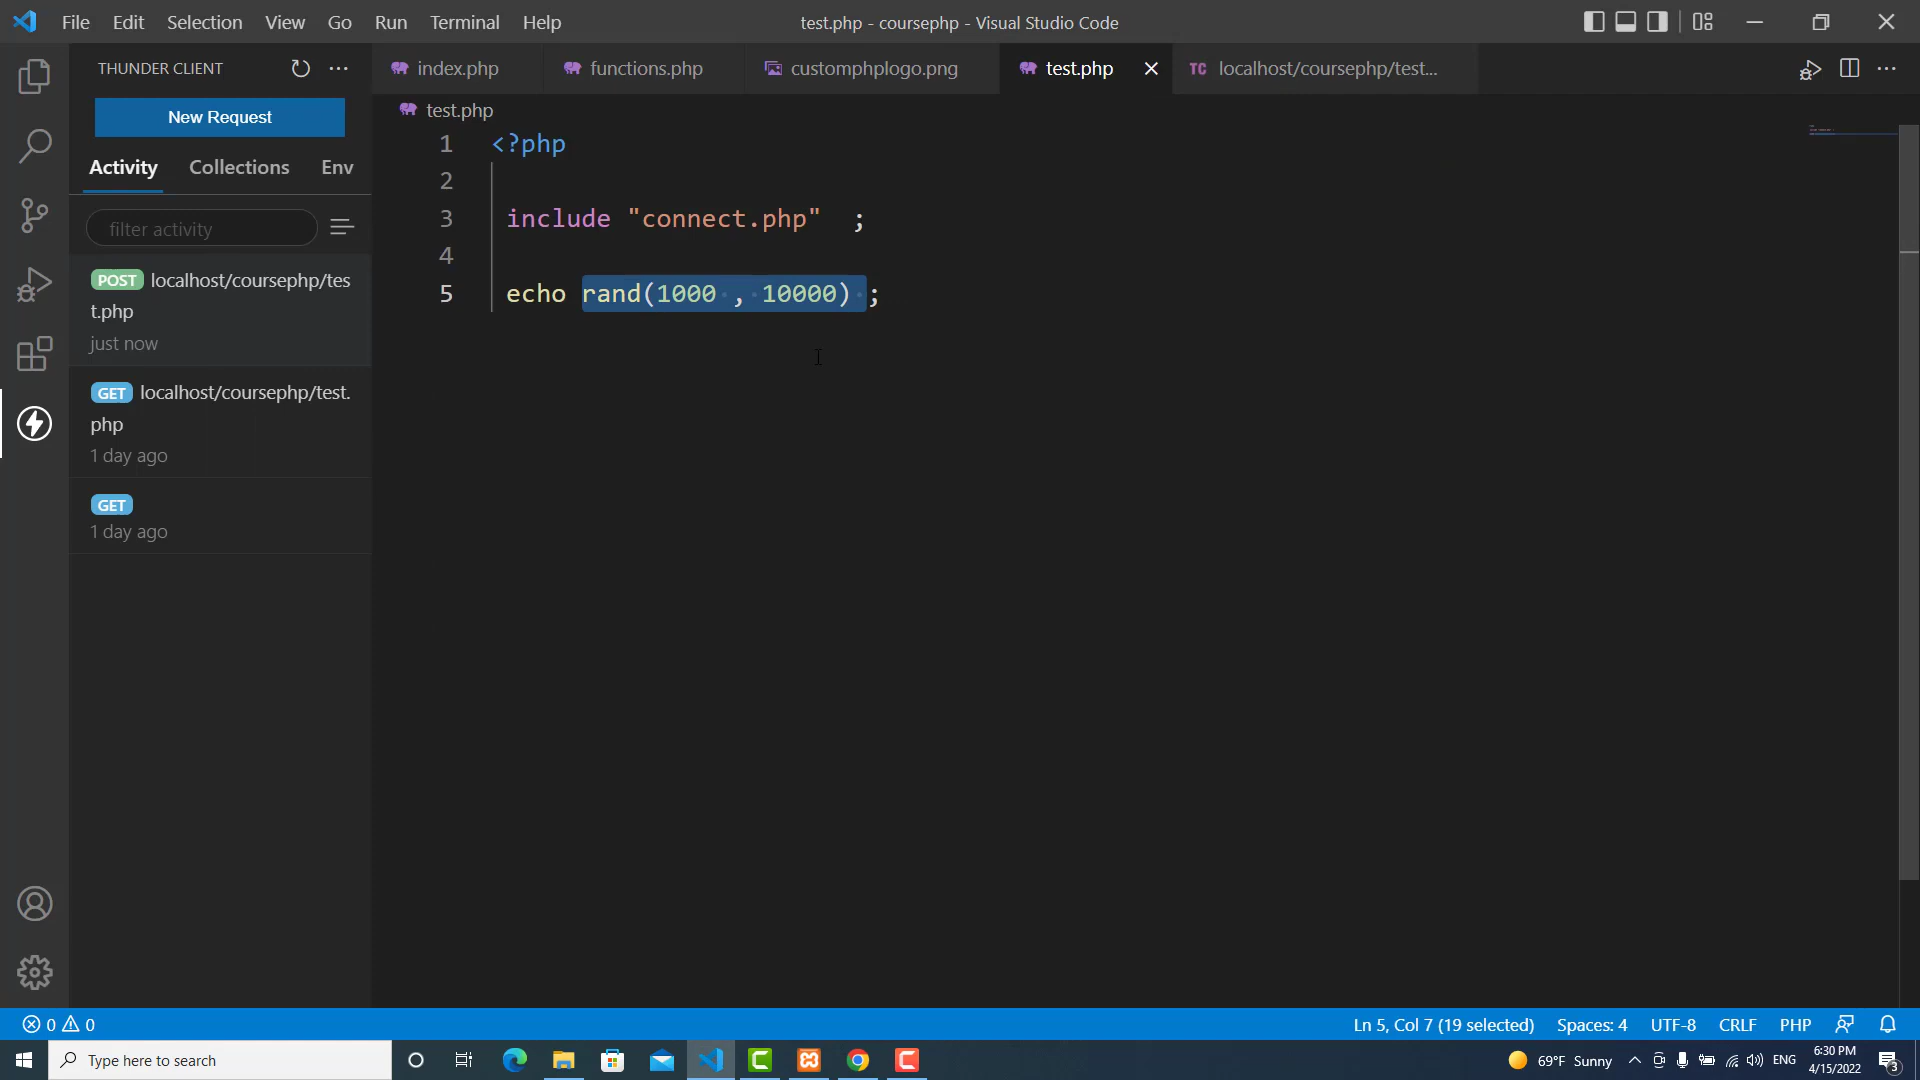 File Edit Selection View Go Run Terminal Help
test.php - coursephp - Visual Studio Code
THUNDER CLIENT
New Request
Activity Collections Env
filter activity
POST localhost/coursephp/tes
t.php
just now
GET localhost/coursephp/test.
php
1 day ago
GET
1 day ago
index.php functions.php customphplogo.png test.php TC localhost/coursephp/test...
test.php
1 <?php
2
3 include "connect.php" ;
4
5 echo rand(1000 , 10000) ;
0 0
Ln 5, Col 7 (19 selected) Spaces: 4 UTF-8 CRLF PHP
Type here to search
69°F Sunny
ENG
6:30 PM
4/15/2022
3